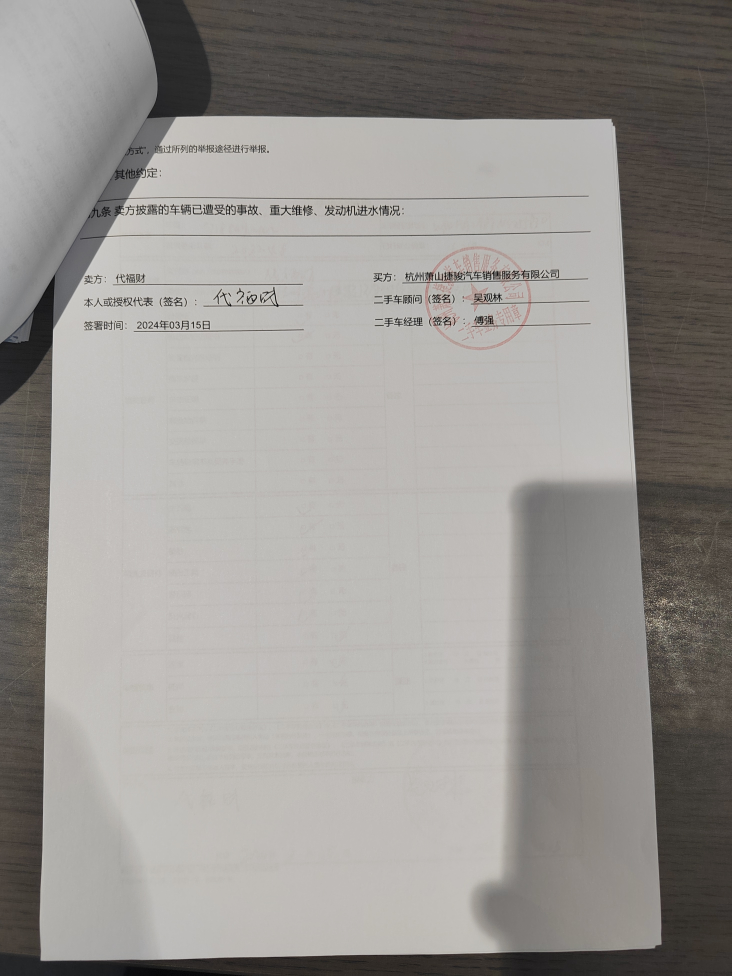 方式”，通过所列的举报途径进行举报。
其他约定：
九条 卖方披露的车辆已遭受的事故、重大维修、发动机进水情况：
卖方： 代福财
买方： 杭州萧山捷骏汽车销售服务有限公司
本人或授权代表（签名）： 代福财
二手车顾问（签名）： 吴观林
签署时间： 2024年03月15日
二手车经理（签名）： 傅强